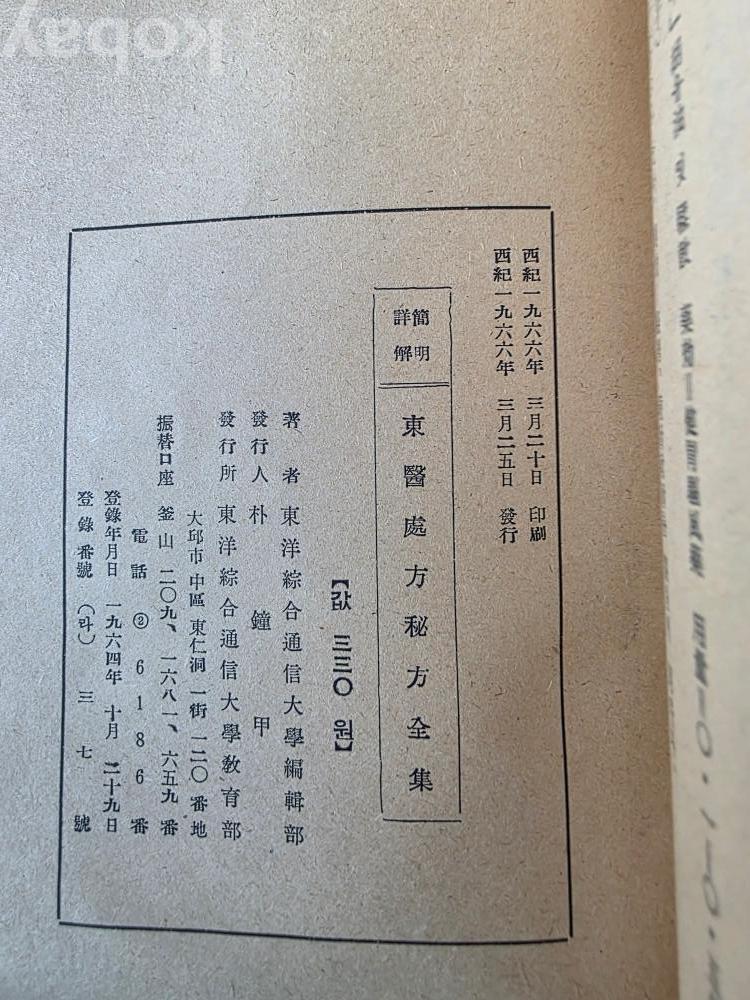 西紀一九六六年 三月二十日 印刷
西紀一九六六年 三月二五日 發行
簡明
詳解
東醫處方秘方全集
【값 三三〇 원】
著者 東洋綜合通信大學編輯部
發行人 朴鐘甲
發行所 東洋綜合通信大學敎育部
大邱市 中區 東仁洞 一街 一二〇 番地
振替口座 釜山 二〇九、一六八一、六五九番
電話 ② 6186 番
登錄年月日 一九六四年 十月 二十九日
登錄番號 (라) 三七號
kobay